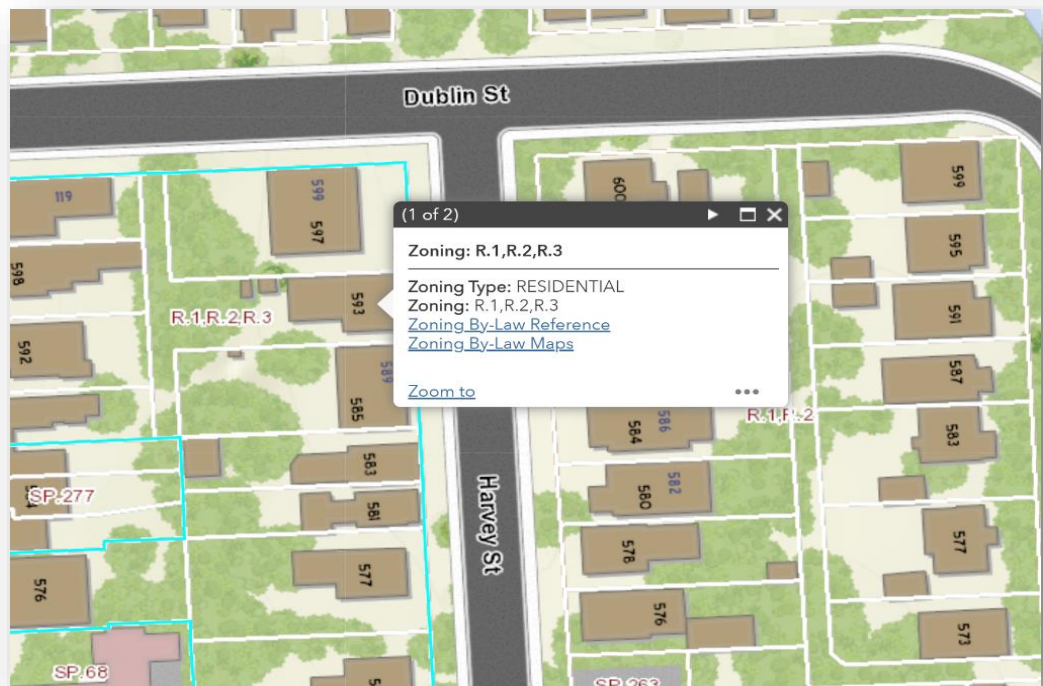 Dublin St
119
599
597
600
599
(1 of 2)
Zoning: R.1,R.2,R.3
Zoning Type: RESIDENTIAL
Zoning: R.1,R.2,R.3
Zoning By-Law Reference
Zoning By-Law Maps
Zoom to
598
593
595
R.1,R.2,R.3
591
592
589
585
587
R.1,R.2
586
584
583
583
SP.277
582
580
581
Harvey St
578
577
577
576
576
573
SP.68
SP.263